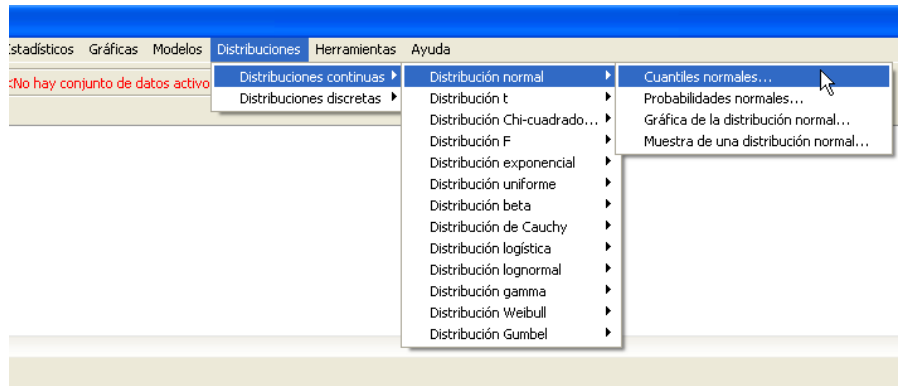 Estadísticos Gráficas Modelos Distribuciones Herramientas Ayuda
<No hay conjunto de datos activo
Distribuciones continuas
Distribuciones discretas
Distribución normal
Distribución t
Distribución Chi-cuadrado...
Distribución F
Distribución exponencial
Distribución uniforme
Distribución beta
Distribución de Cauchy
Distribución logística
Distribución lognormal
Distribución gamma
Distribución Weibull
Distribución Gumbel
Cuantiles normales...
Probabilidades normales...
Gráfica de la distribución normal...
Muestra de una distribución normal...